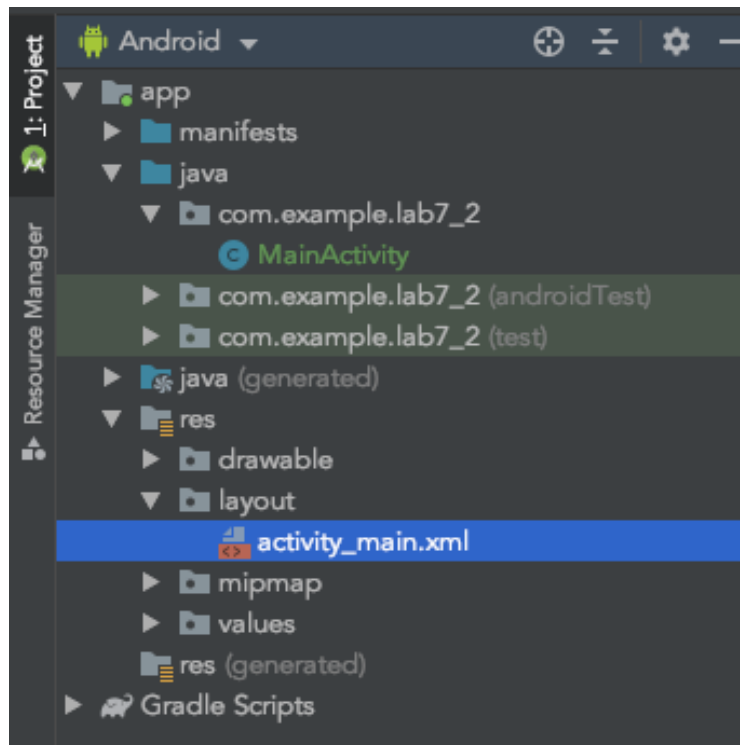 1: Project
Resource Manager
Android
app
manifests
java
com.example.lab7_2
MainActivity
com.example.lab7_2 (androidTest)
com.example.lab7_2 (test)
java (generated)
res
drawable
layout
activity_main.xml
mipmap
values
res (generated)
Gradle Scripts